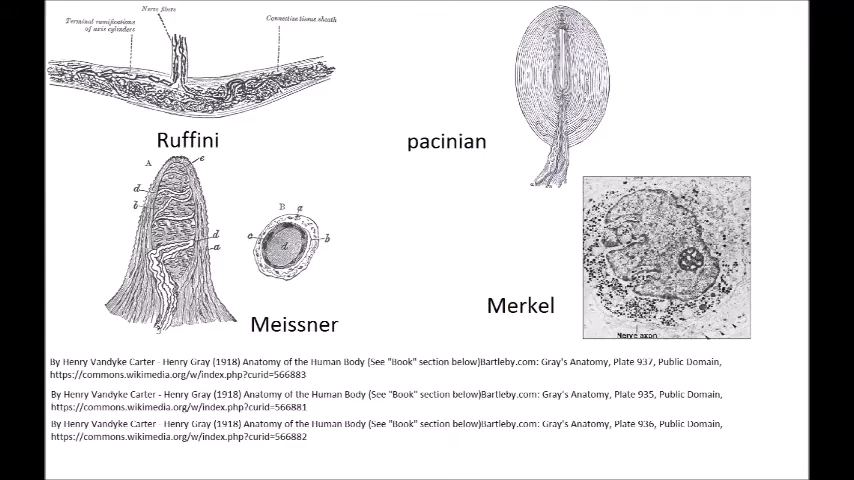 Nerve fibers
Terminal ramifications
of axis cylinders
Connective tissue sheath
Ruffini
pacinian
A
e
d
b
d
a
B
a
c
b
d
Meissner
Merkel
Nerve axon
By Henry Vandyke Carter - Henry Gray (1918) Anatomy of the Human Body (See "Book" section below)Bartleby.com: Gray's Anatomy, Plate 937, Public Domain,
https://commons.wikimedia.org/w/index.php?curid=566883
By Henry Vandyke Carter - Henry Gray (1918) Anatomy of the Human Body (See "Book" section below)Bartleby.com: Gray's Anatomy, Plate 935, Public Domain,
https://commons.wikimedia.org/w/index.php?curid=566881
By Henry Vandyke Carter - Henry Gray (1918) Anatomy of the Human Body (See "Book" section below)Bartleby.com: Gray's Anatomy, Plate 936, Public Domain,
https://commons.wikimedia.org/w/index.php?curid=566882